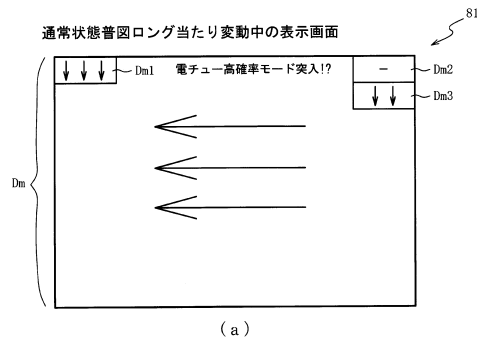 81
通常状態普図ロング当たり変動中の表示画面
Dm1
電チュー高確率モード突入!?
－
Dm2
Dm3
Dm
(a)